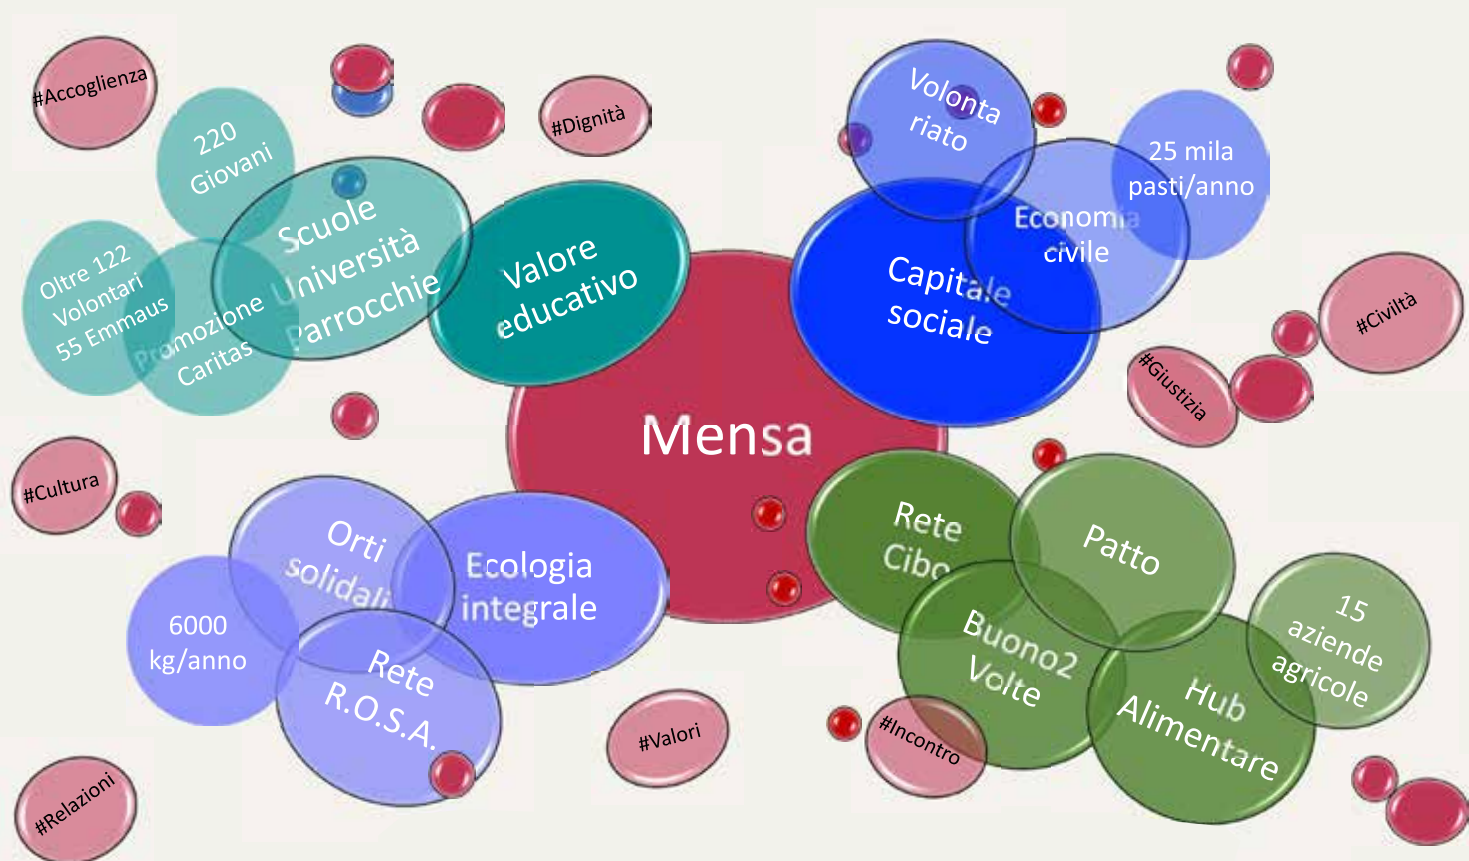 #Accoglienza
220
Giovani
Oltre 122
Volontari
55 Emmaus
Promozione
Caritas
Scuole
Università
Parrocchie
#Dignità
Valore
educativo
Volonta
riato
25 mila
pasti/anno
Economia
civile
Capitale
sociale
#Civiltà
#Giustizia
Mensa
#Cultura
Orti
solidali
Ecologia
integrale
6000
kg/anno
Rete
R.O.S.A.
Rete
Cibo
Patto
Buono2
Volte
15
aziende
agricole
Hub
Alimentare
#Valori
#Incontro
#Relazioni